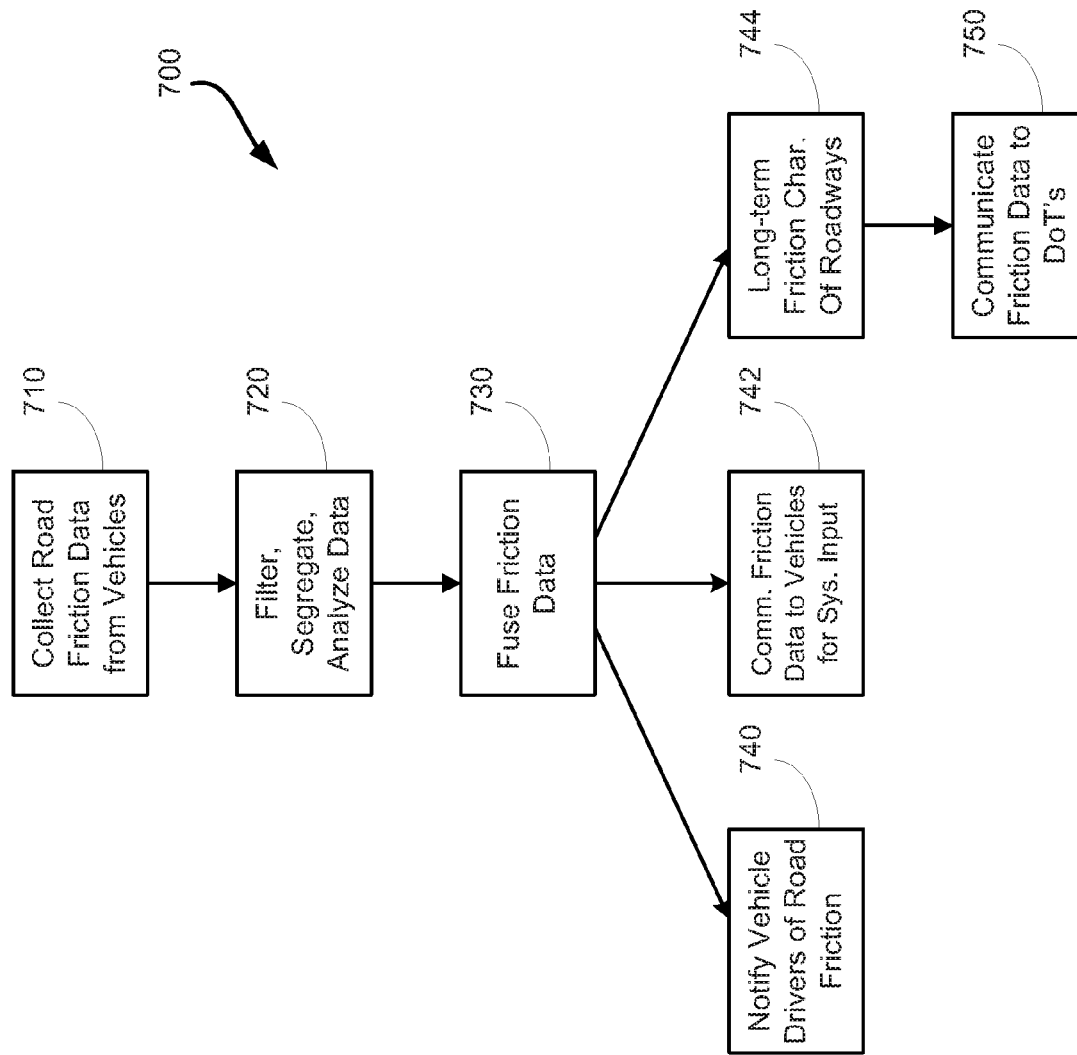 700
710
Collect Road
Friction Data
from Vehicles
720
Filter,
Segregate,
Analyze Data
730
Fuse Friction
Data
740
Notify Vehicle
Drivers of Road
Friction
742
Comm. Friction
Data to Vehicles
for Sys. Input
744
Long-term
Friction Char.
Of Roadways
750
Communicate
Friction Data to
DoT's